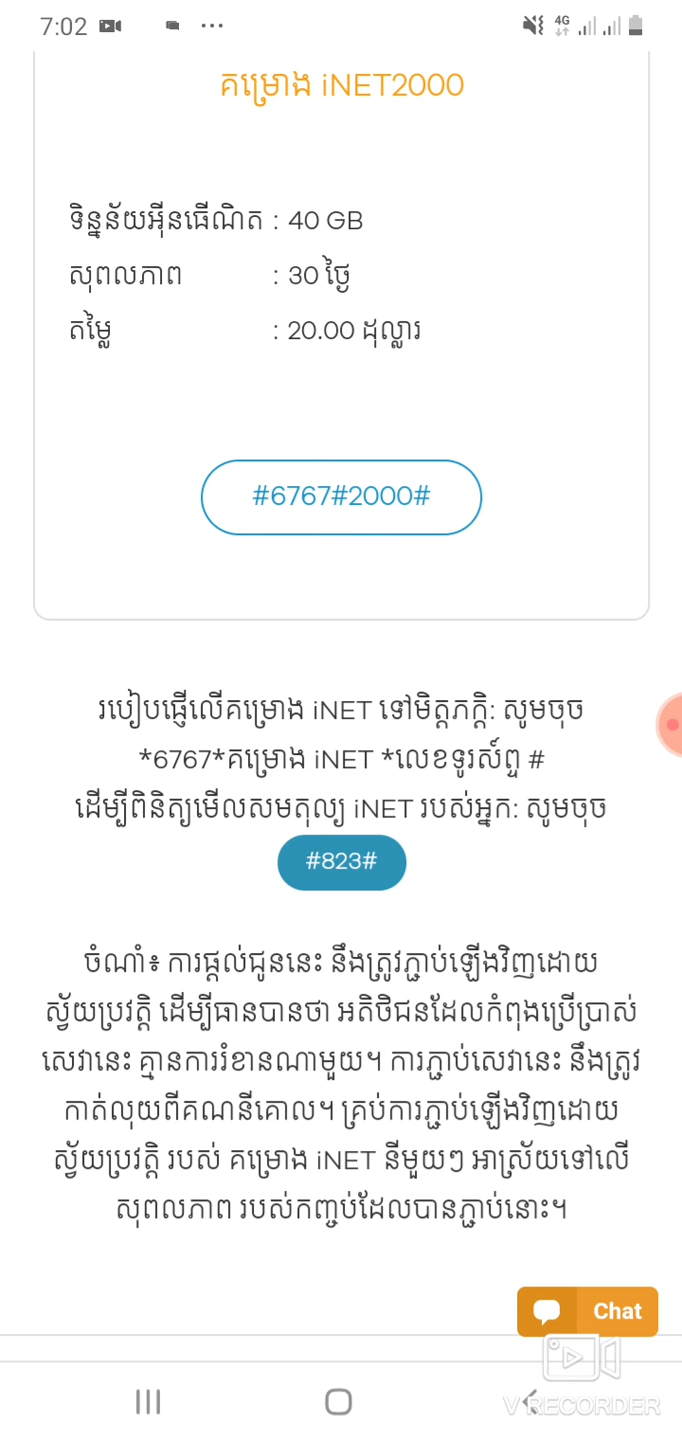 7:02
4G
គម្រោង iNET2000
ទិន្នន័យអ៊ីនធើណិត : 40 GB
សុពលភាព : 30 ថ្ងៃ
តម្លៃ : 20.00 ដុល្លារ
#6767#2000#
របៀបផ្ញើលើគម្រោង iNET ទៅមិត្តភក្តិ: សូមចុច
*6767*គម្រោង iNET *លេខទូរស័ព្ទ #
ដើម្បីពិនិត្យមើលសមតុល្យ iNET របស់អ្នក: សូមចុច
#823#
ចំណាំ៖ ការផ្តល់ជូននេះ នឹងត្រូវភ្ជាប់ឡើងវិញដោយ
ស្វ័យប្រវត្តិ ដើម្បីធានបានថា អតិថិជនដែលកំពុងប្រើប្រាស់
សេវានេះ គ្មានការរំខានណាមួយ។ ការភ្ជាប់សេវានេះ នឹងត្រូវ
កាត់លុយពីគណនីគោល។ គ្រប់ការភ្ជាប់ឡើងវិញដោយ
ស្វ័យប្រវត្តិ របស់ គម្រោង iNET នីមួយៗ អាស្រ័យទៅលើ
សុពលភាព របស់កញ្ចប់ដែលបានភ្ជាប់នោះ។
Chat
V RECORDER